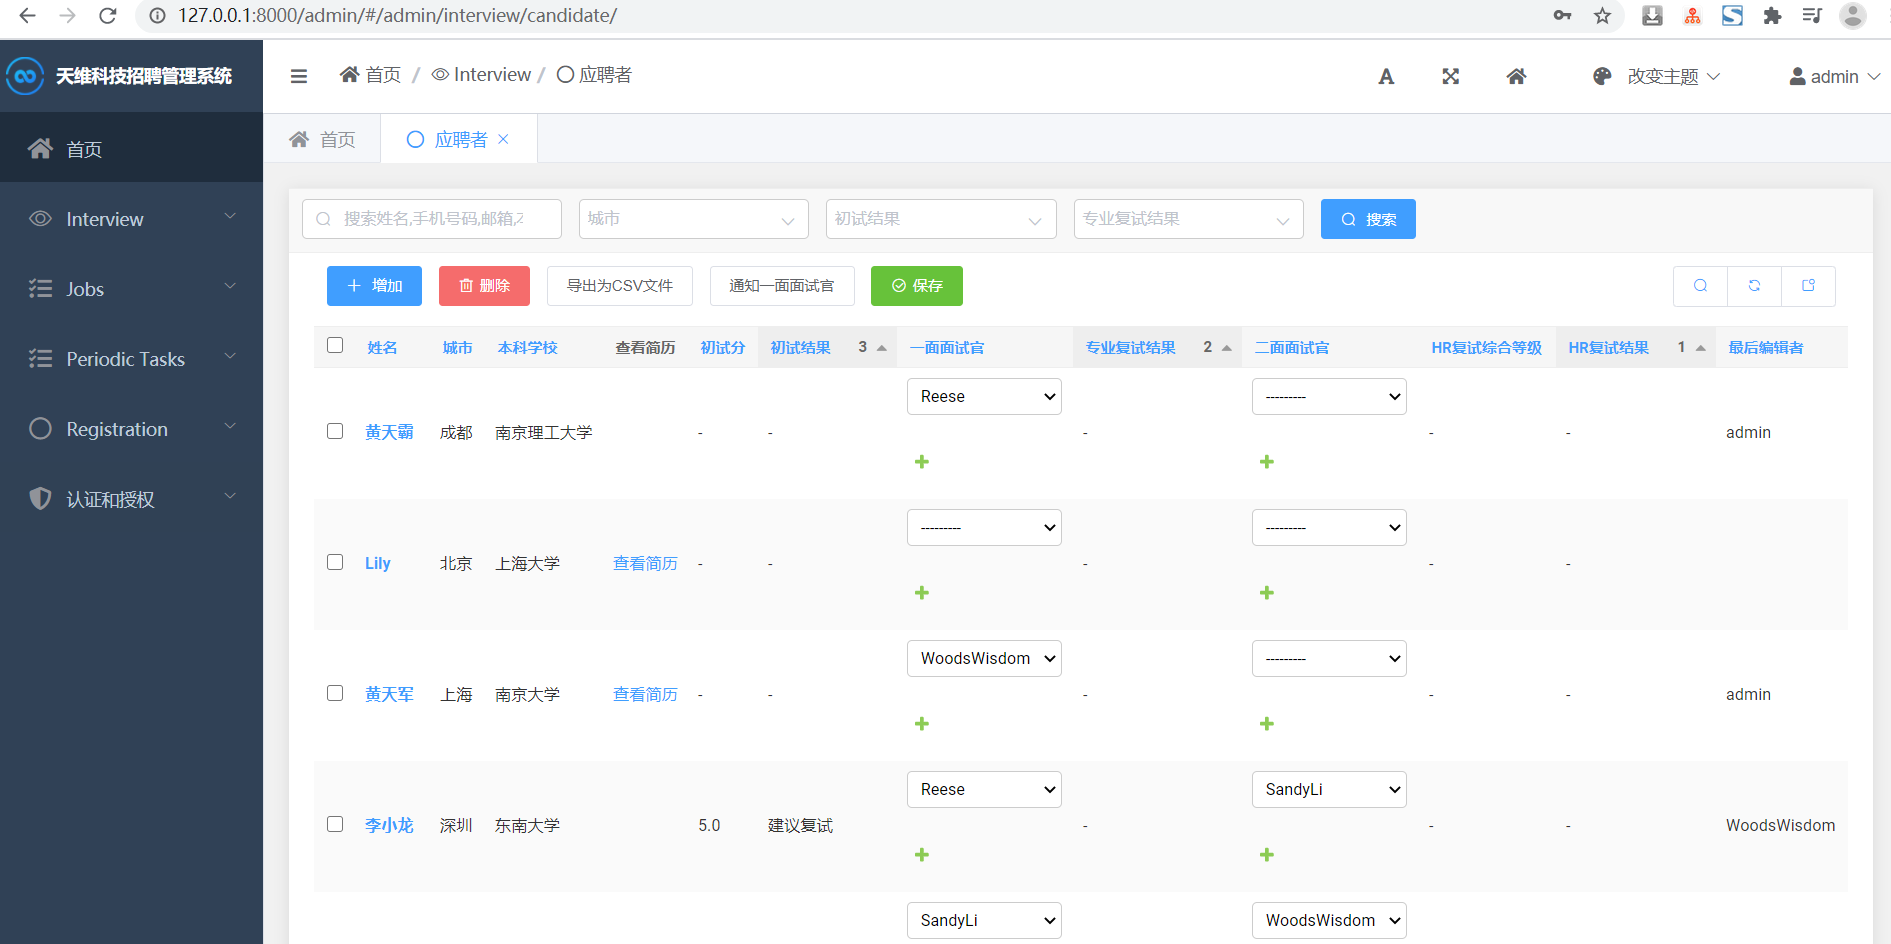 127.0.0.1:8000/admin/#/admin/interview/candidate/
天维科技招聘管理系统
首页 / Interview / 应聘者
A
改变主题
admin
首页
Interview
Jobs
Periodic Tasks
Registration
认证和授权
首页 应聘者 ×
搜索姓名,手机号码,邮箱, 城市 初试结果 专业复试结果 搜索
+ 增加 删除 导出为CSV文件 通知一面面试官 保存
姓名 城市 本科学校 查看简历 初试分 初试结果 3 一面面试官 专业复试结果 2 二面面试官 HR复试综合等级 HR复试结果 1 最后编辑者
黄天霸 成都 南京理工大学 - - Reese - --------- - - admin
Lily 北京 上海大学 查看简历 - - --------- - --------- - -
黄天军 上海 南京大学 查看简历 - - WoodsWisdom - --------- - - admin
李小龙 深圳 东南大学 5.0 建议复试 Reese - SandyLi - - WoodsWisdom
SandyLi WoodsWisdom